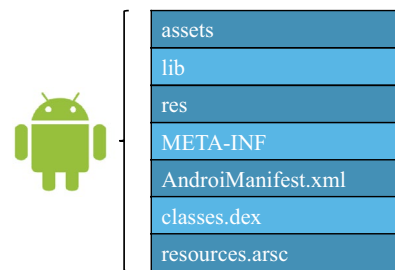 assets
lib
res
META-INF
AndroiManifest.xml
classes.dex
resources.arsc